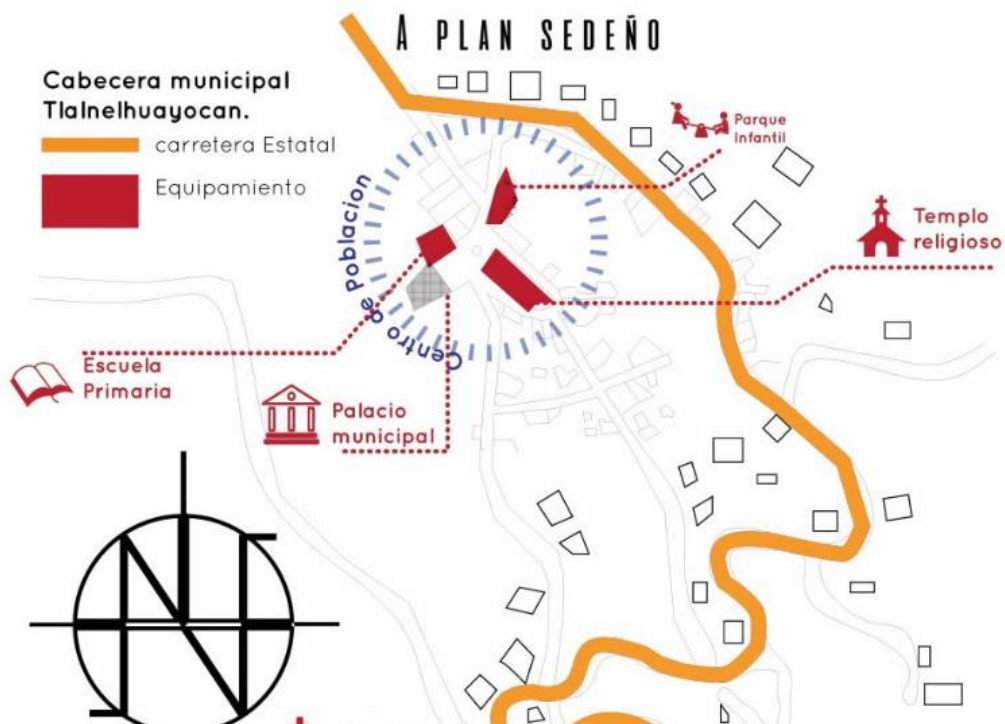 A PLAN SEDEÑO
Cabecera municipal
Tlalnelhuayocan.
carretera Estatal
Equipamiento
Parque
Infantil
Centro de Poblacion
Templo
religioso
Escuela
Primaria
Palacio
municipal
N